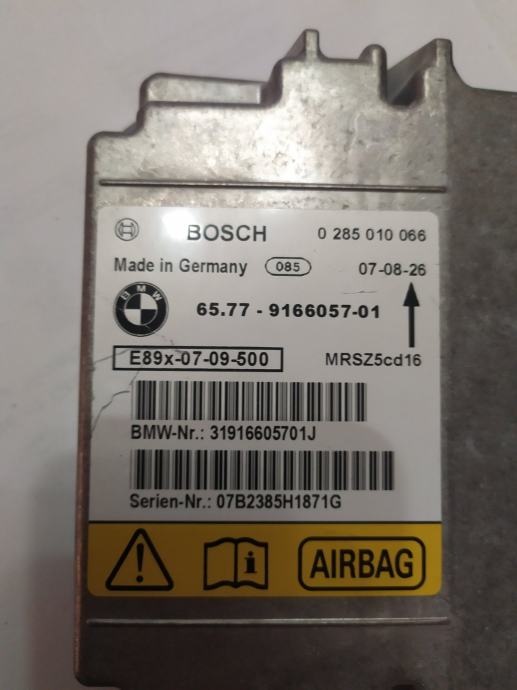 BOSCH 0 285 010 066
Made in Germany 085 07-08-26
BMW 65.77 - 9166057-01
E89x-07-09-500 MRSZ5cd16
BMW-Nr.: 31916605701J
Serien-Nr.: 07B2385H1871G
i AIRBAG